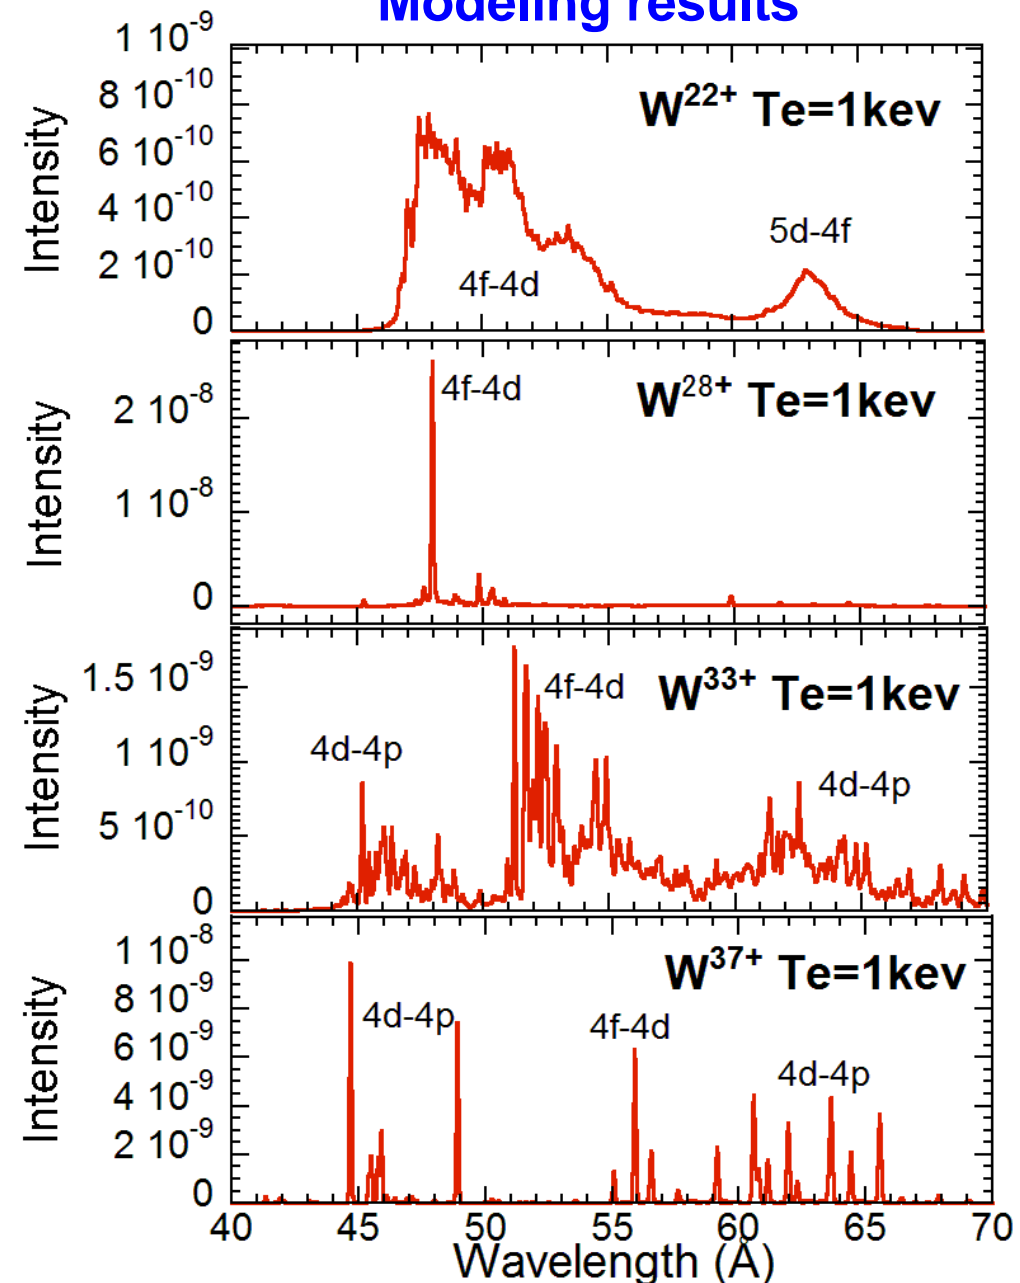 Modeling results
1 10⁻⁹
8 10⁻¹⁰
6 10⁻¹⁰
4 10⁻¹⁰
2 10⁻¹⁰
0
Intensity
W²²⁺ Te=1kev
5d-4f
4f-4d
2 10⁻⁸
1 10⁻⁸
0
Intensity
4f-4d
W²⁸⁺ Te=1kev
1.5 10⁻⁹
1 10⁻⁹
5 10⁻¹⁰
0
Intensity
4f-4d
W³³⁺ Te=1kev
4d-4p
4d-4p
1 10⁻⁸
8 10⁻⁹
6 10⁻⁹
4 10⁻⁹
2 10⁻⁹
0
Intensity
W³⁷⁺ Te=1kev
4d-4p
4f-4d
4d-4p
40 45 50 55 60 65 70
Wavelength (Å)